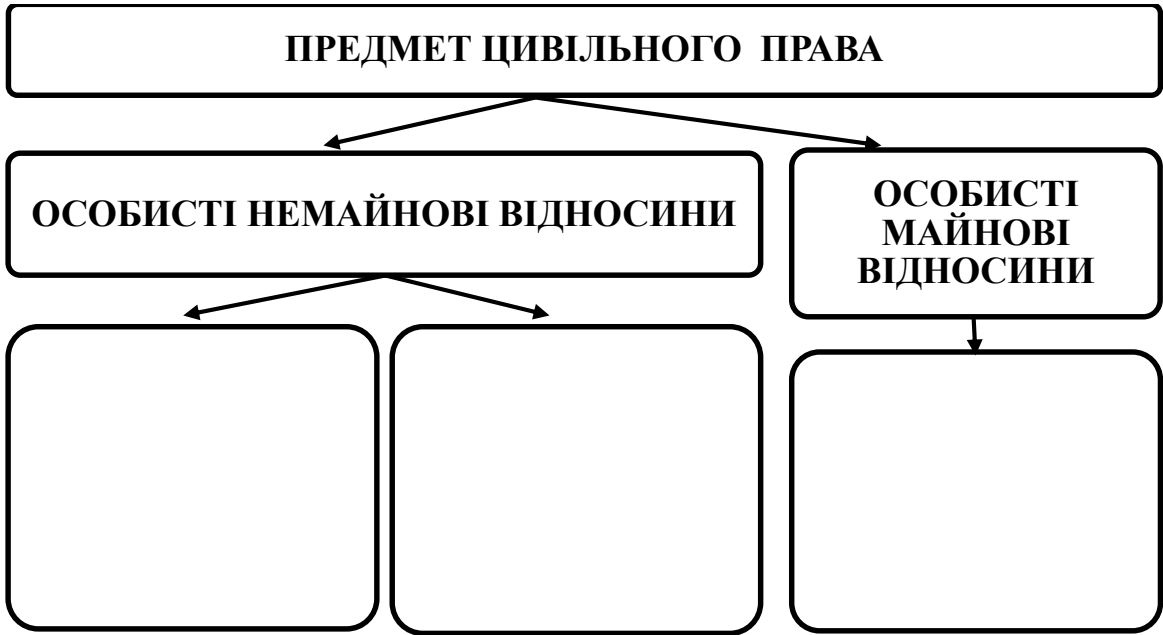 ПРЕДМЕТ ЦИВІЛЬНОГО ПРАВА
ОСОБИСТІ НЕМАЙНОВІ ВІДНОСИНИ
ОСОБИСТІ
МАЙНОВІ
ВІДНОСИНИ